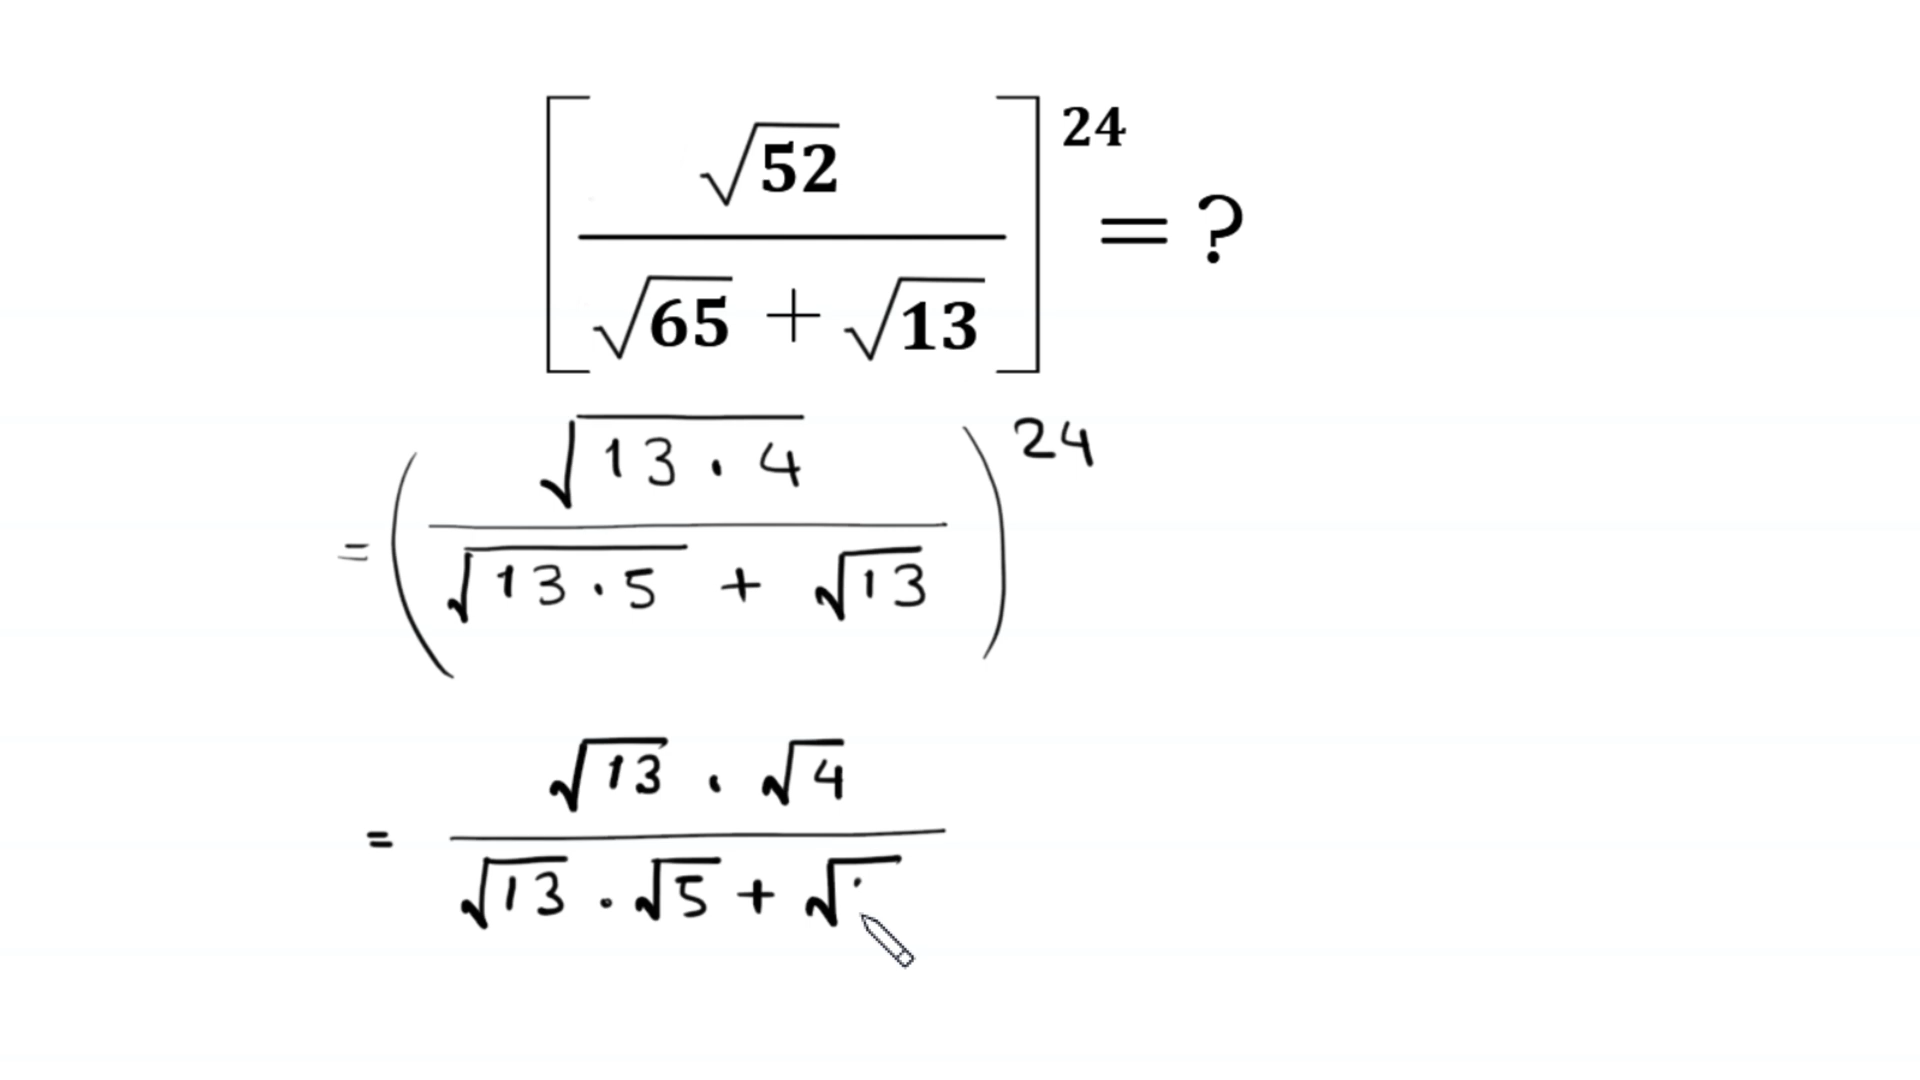 [√52 / (√65 + √13)]^24 = ?
= (√(13 · 4) / (√(13 · 5) + √13))^24
= (√13 · √4) / (√13 · √5 + √